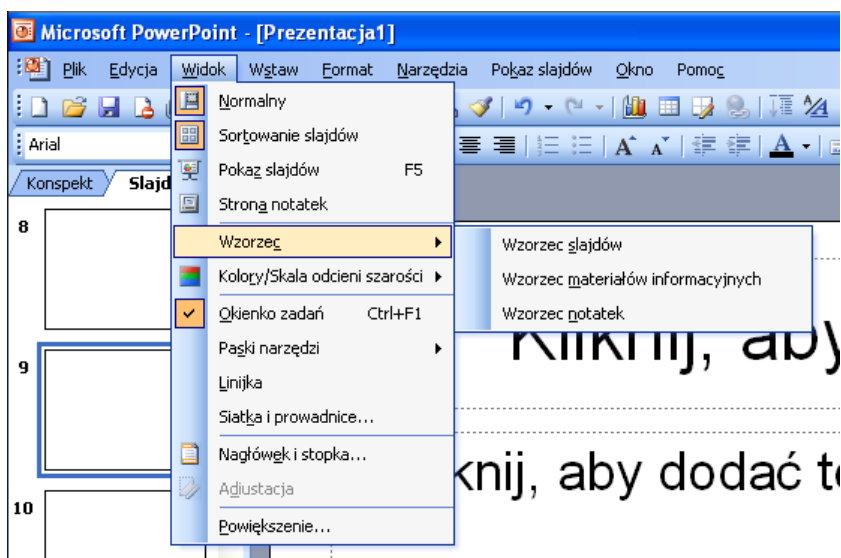 Microsoft PowerPoint - [Prezentacja1]
Plik Edycja Widok Wstaw Format Narzędzia Pokaz slajdów Okno Pomoc
Arial
Konspekt Slajd
Normalny
Sortowanie slajdów
Pokaz slajdów F5
Strona notatek
Wzorzec
Kolory/Skala odcieni szarości
Okienko zadań Ctrl+F1
Paski narzędzi
Linijka
Siatka i prowadnice...
Nagłówek i stopka...
Adiustacja
Powiększenie...
Wzorzec slajdów
Wzorzec materiałów informacyjnych
Wzorzec notatek
8
9
10
Kliknij, aby
knij, aby dodać t